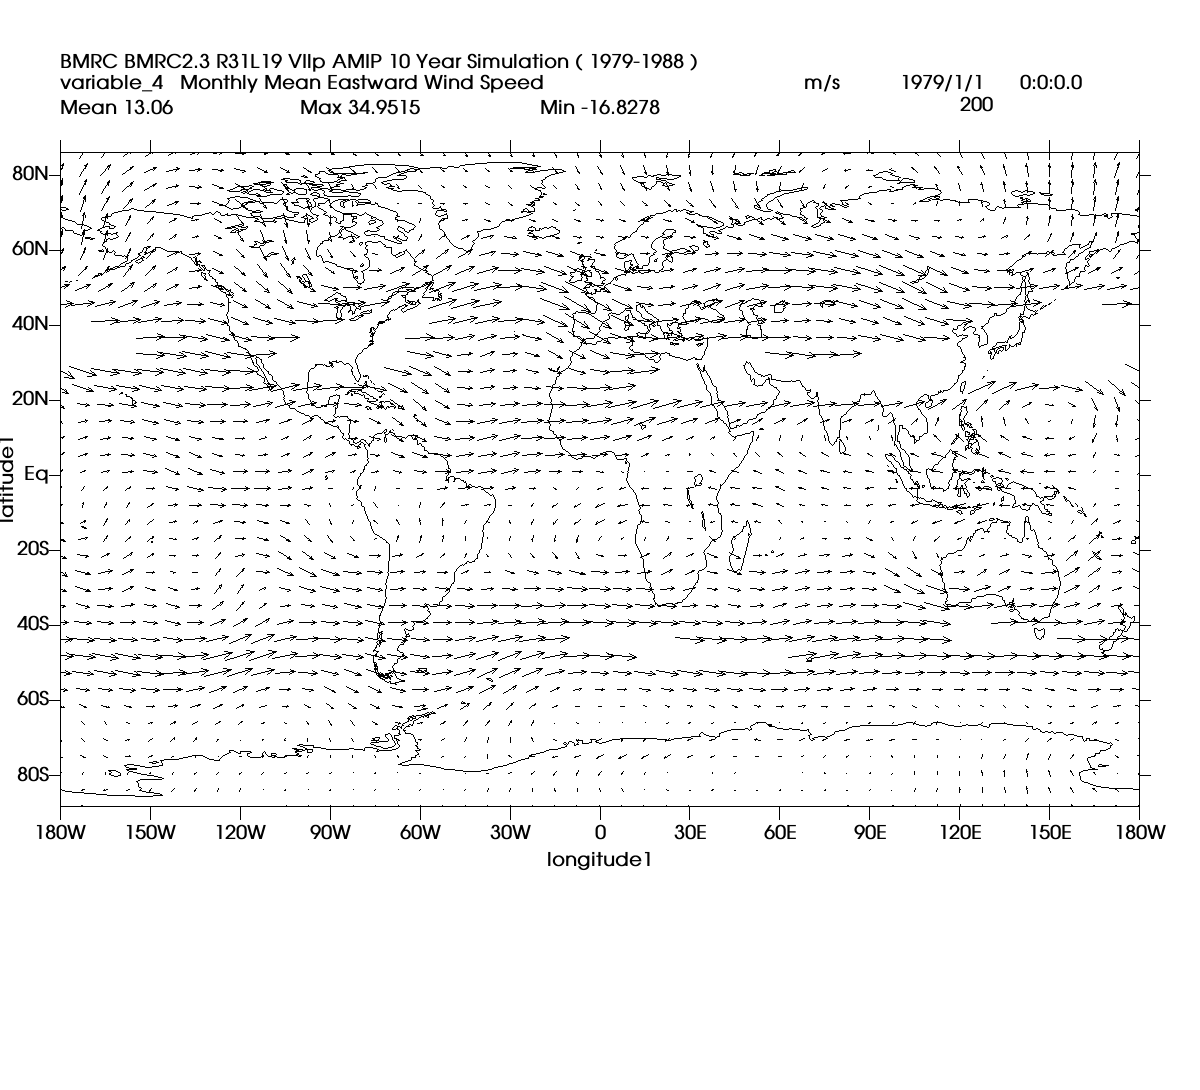 BMRC BMRC2.3 R31L19 VIIp AMIP 10 Year Simulation ( 1979-1988 )
variable_4 Monthly Mean Eastward Wind Speed m/s 1979/1/1 0:0:0.0
Mean 13.06 Max 34.9515 Min -16.8278 200
80N
60N
40N
20N
Eq
20S
40S
60S
80S
latitude1
180W 150W 120W 90W 60W 30W 0 30E 60E 90E 120E 150E 180W
longitude1